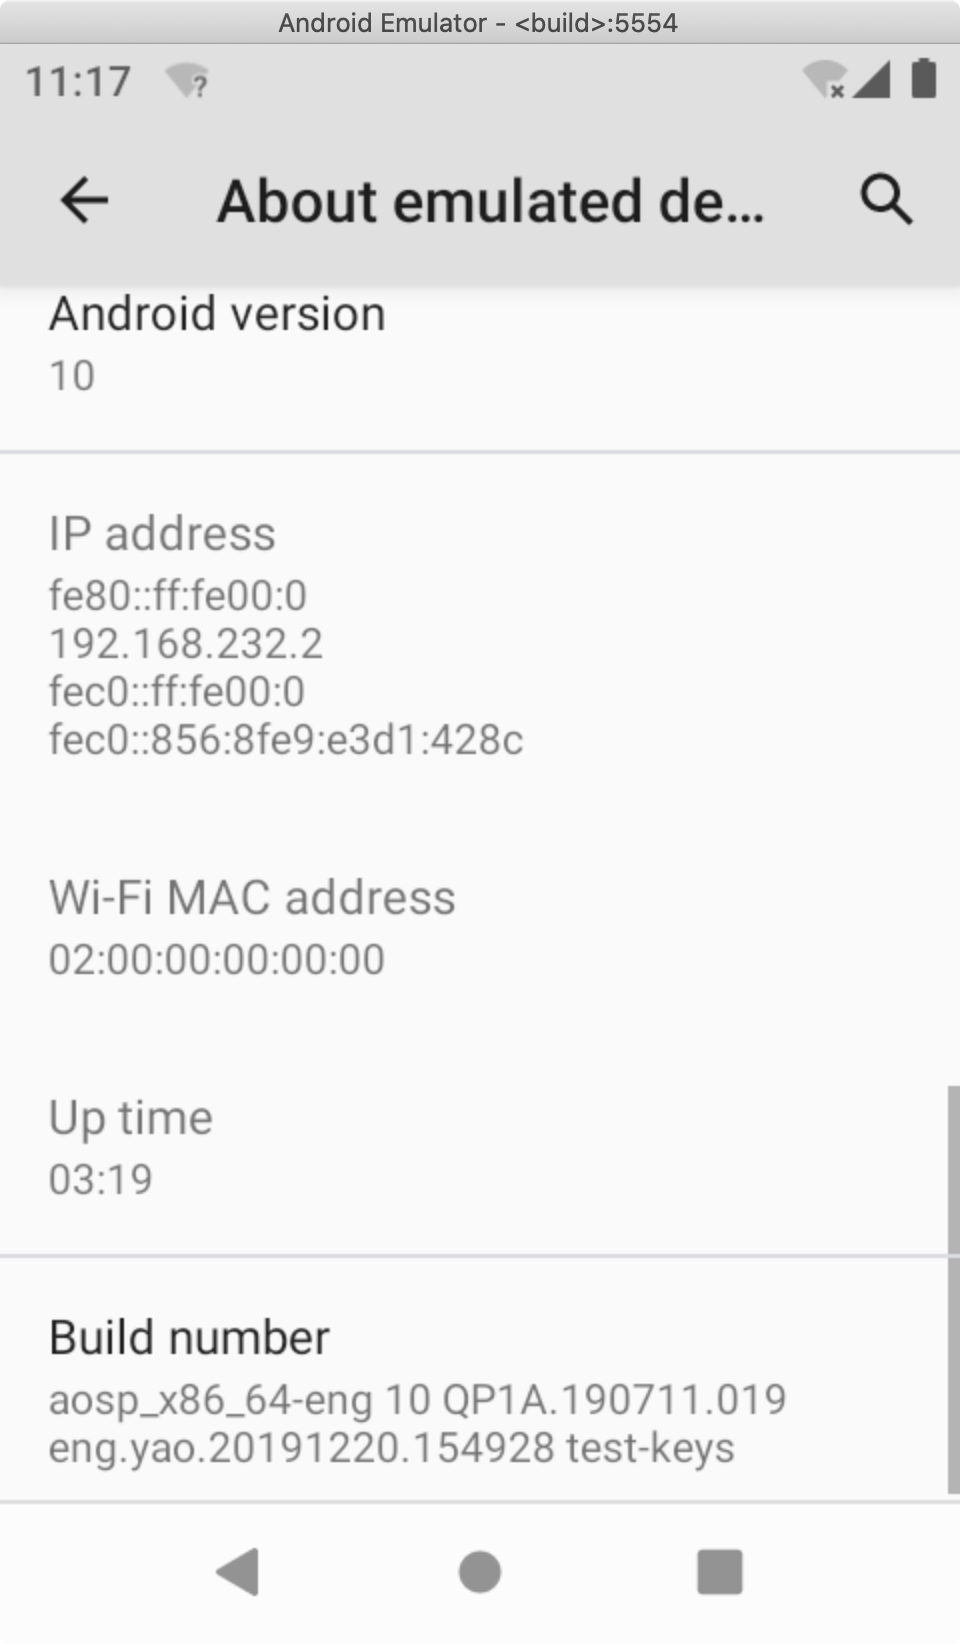 Android Emulator - <build>:5554
11:17
About emulated de...
Android version
10
IP address
fe80::ff:fe00:0
192.168.232.2
fec0::ff:fe00:0
fec0::856:8fe9:e3d1:428c
Wi-Fi MAC address
02:00:00:00:00:00
Up time
03:19
Build number
aosp_x86_64-eng 10 QP1A.190711.019
eng.yao.20191220.154928 test-keys